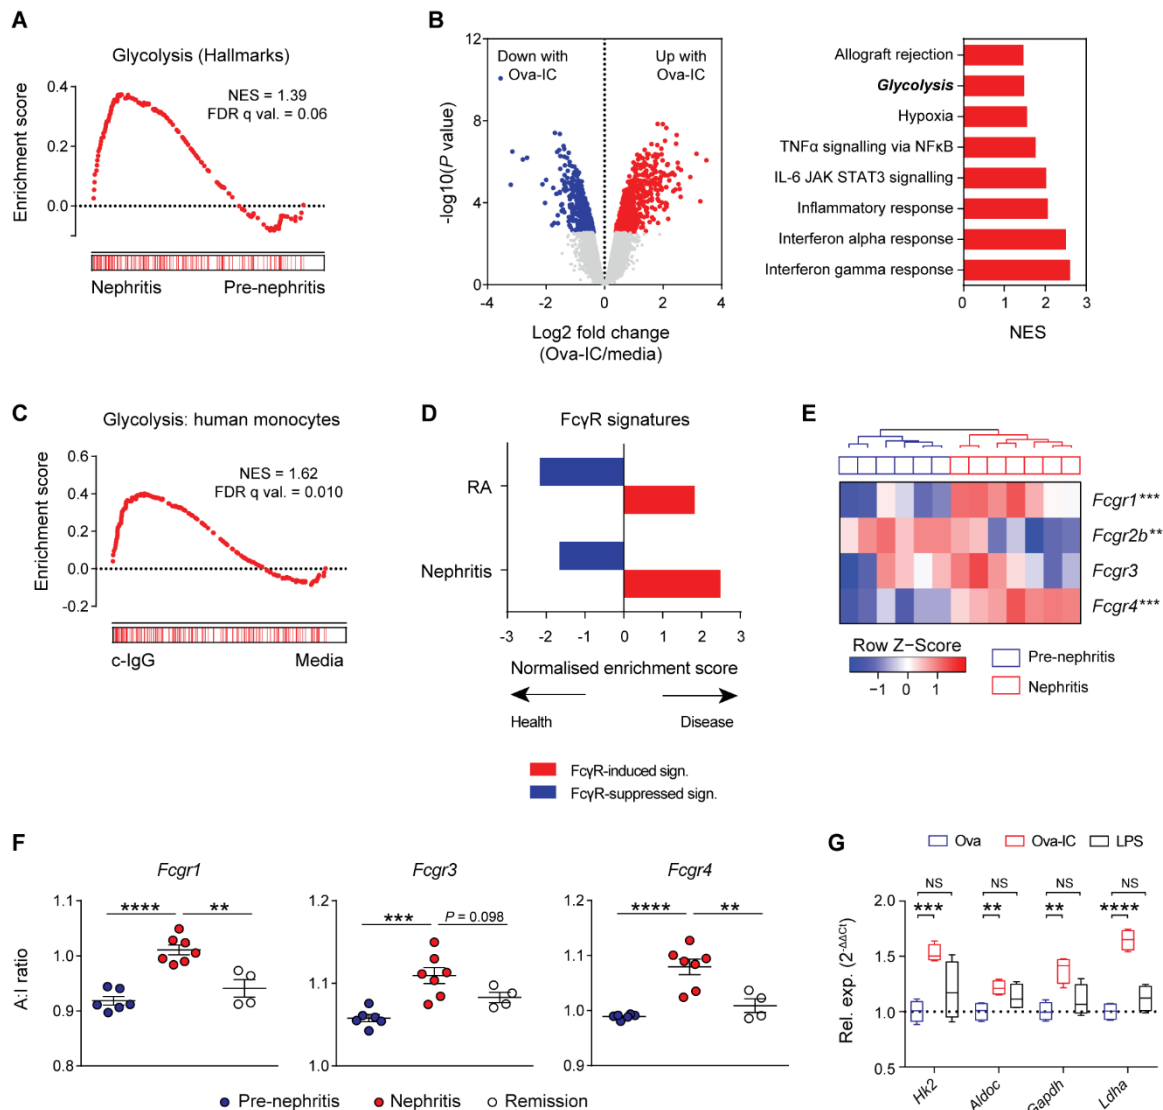 A
Glycolysis (Hallmarks)
NES = 1.39
FDR q val. = 0.06
Enrichment score
0.4
0.2
0.0
Nephritis
Pre-nephritis
B
Down with
Ova-IC
Up with
Ova-IC
-log10(P value)
12
8
4
0
-4
-2
0
2
4
Log2 fold change
(Ova-IC/media)
Allograft rejection
Glycolysis
Hypoxia
TNFα signalling via NFκB
IL-6 JAK STAT3 signalling
Inflammatory response
Interferon alpha response
Interferon gamma response
0
1
2
3
NES
C
Glycolysis: human monocytes
NES = 1.62
FDR q val. = 0.010
Enrichment score
0.6
0.4
0.2
0.0
-0.2
c-IgG
Media
D
FcγR signatures
RA
Nephritis
-3
-2
-1
0
1
2
3
Normalised enrichment score
Health
Disease
FcγR-induced sign.
FcγR-suppressed sign.
E
Fcgr1***
Fcgr2b**
Fcgr3
Fcgr4***
Row Z-Score
-1
0
1
Pre-nephritis
Nephritis
F
Fcgr1
A:I ratio
1.1
1.0
0.9
0.8
****
**
Fcgr3
1.2
1.1
1.0
***
P = 0.098
Fcgr4
1.2
1.1
1.0
0.9
****
**
Pre-nephritis
Nephritis
Remission
G
Ova
Ova-IC
LPS
Rel. exp. (2-ΔΔCt)
2.0
1.5
1.0
0.5
NS
***
NS
**
NS
**
NS
****
Hk2
Aldoc
Gapdh
Ldha